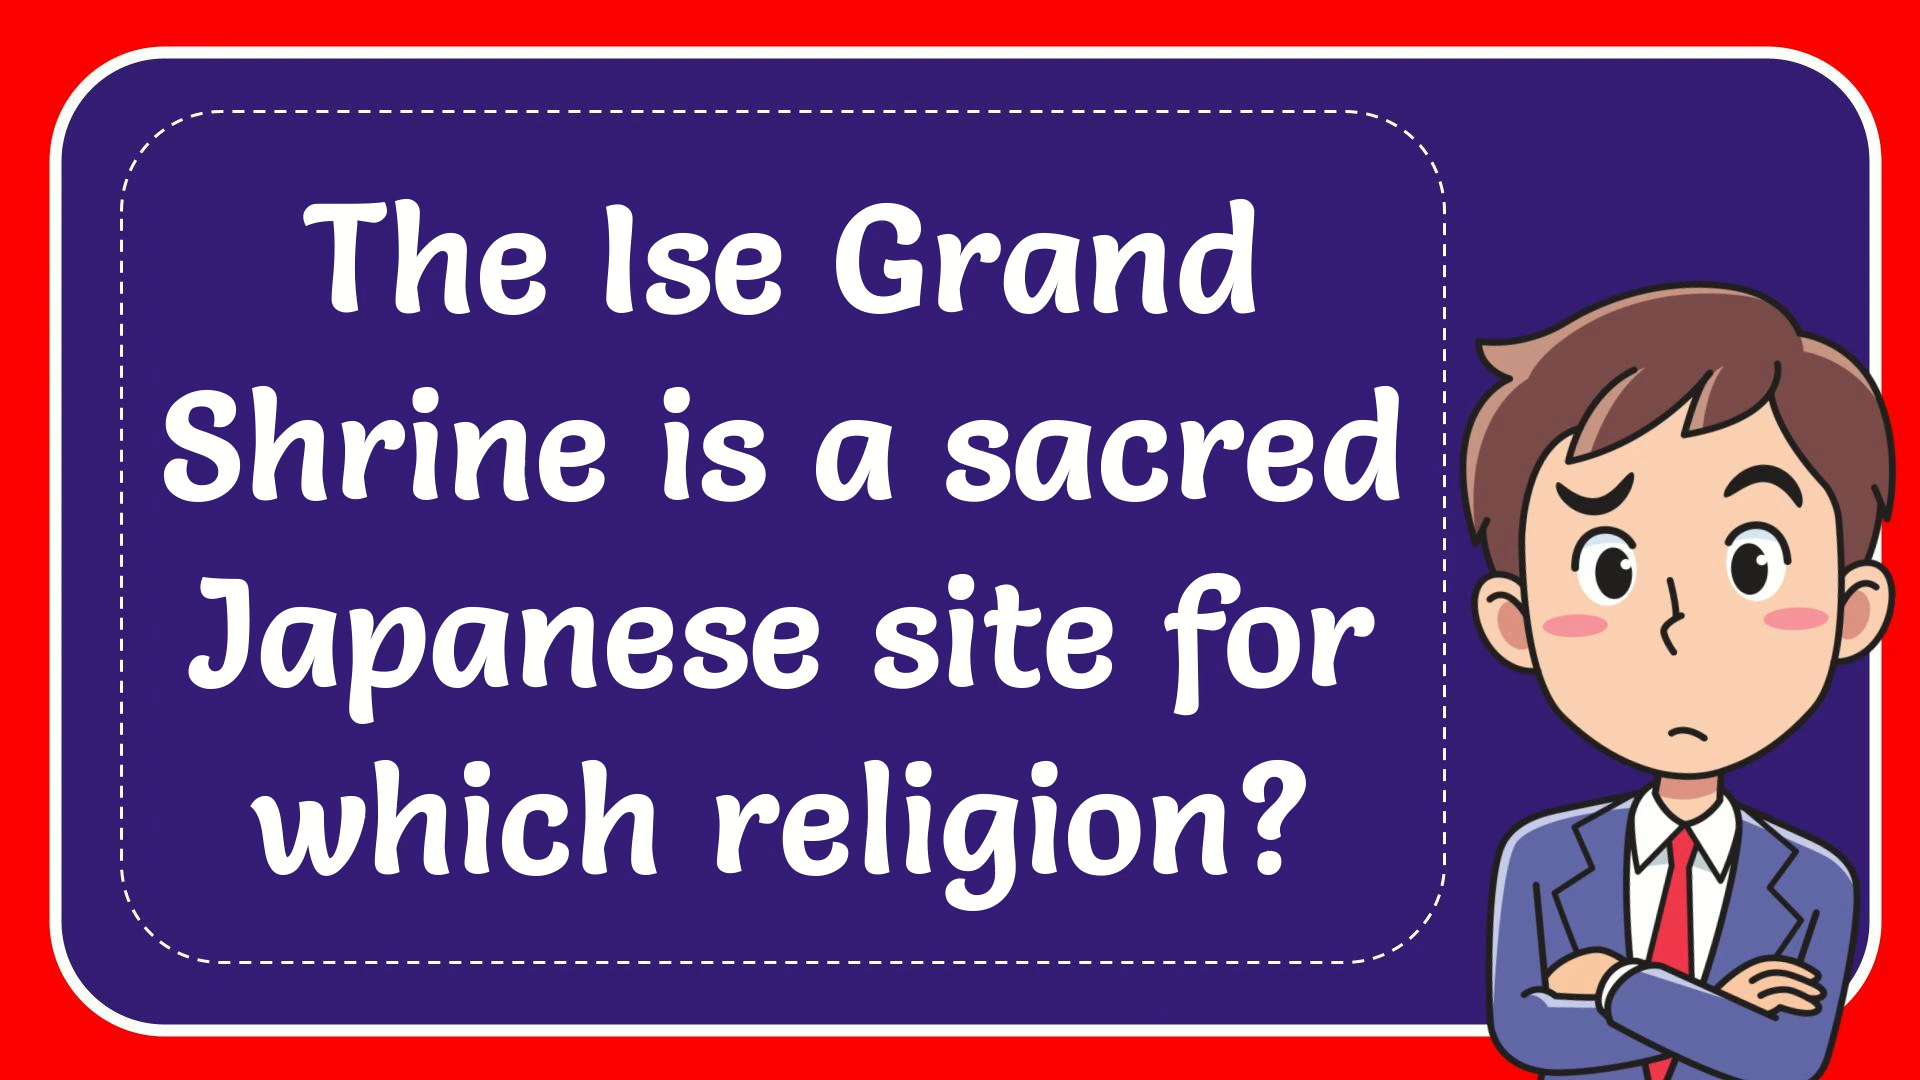 The Ise Grand
Shrine is a sacred
Japanese site for
which religion?